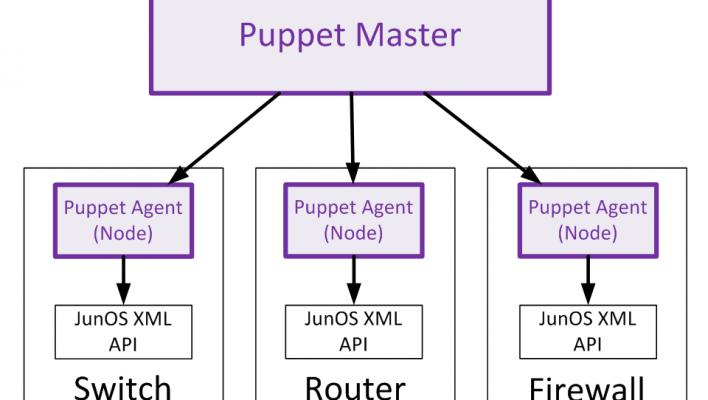 Puppet Master
Puppet Agent
(Node)
Puppet Agent
(Node)
Puppet Agent
(Node)
JunOS XML
API
JunOS XML
API
JunOS XML
API
Switch
Router
Firewall